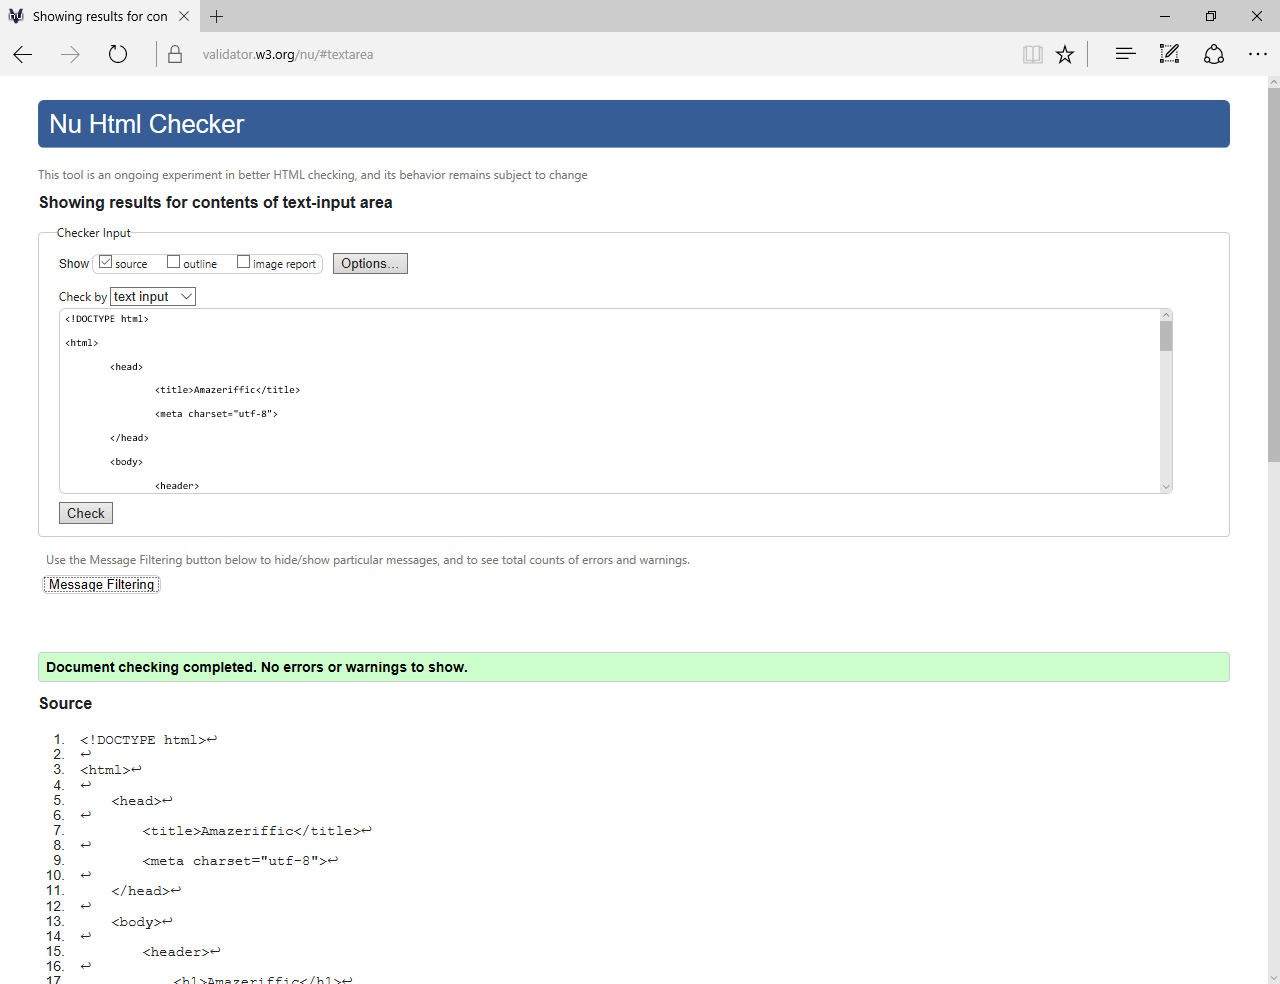 Showing results for con
validator.w3.org/nu/#textarea
Nu Html Checker
This tool is an ongoing experiment in better HTML checking, and its behavior remains subject to change
Showing results for contents of text-input area
Checker Input
Show source outline image report Options...
Check by text input
<!DOCTYPE html>
<html>
<head>
<title>Amazeriffic</title>
<meta charset="utf-8">
</head>
<body>
<header>
Check
Use the Message Filtering button below to hide/show particular messages, and to see total counts of errors and warnings.
Message Filtering
Document checking completed. No errors or warnings to show.
Source
1. <!DOCTYPE html>↩
2. ↩
3. <html>↩
4. ↩
5. <head>↩
6. ↩
7. <title>Amazeriffic</title>↩
8. ↩
9. <meta charset="utf-8">↩
10. ↩
11. </head>↩
12. ↩
13. <body>↩
14. ↩
15. <header>↩
16. ↩
17. <h1>Amazeriffic</h1>↩